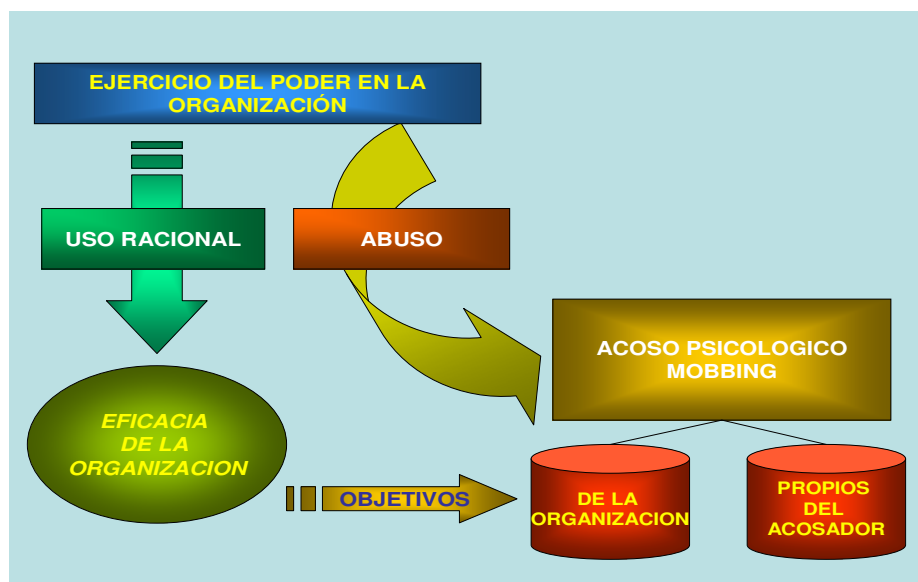 EJERCICIO DEL PODER EN LA
ORGANIZACIÓN
USO RACIONAL
ABUSO
ACOSO PSICOLOGICO
MOBBING
EFICACIA
DE LA
ORGANIZACION
OBJETIVOS
DE LA
ORGANIZACION
PROPIOS
DEL
ACOSADOR